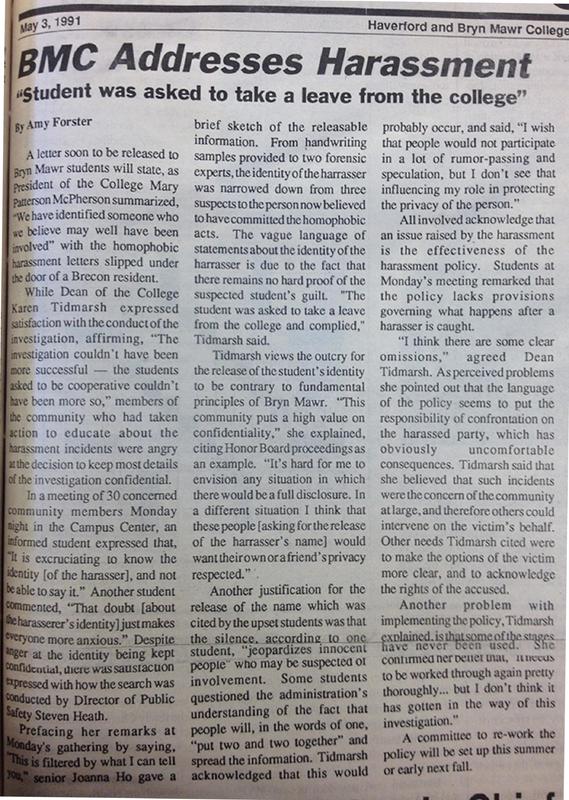 May 3, 1991
Haverford and Bryn Mawr College
BMC Addresses Harassment
"Student was asked to take a leave from the college"
By Amy Forster
A letter soon to be released to
Bryn Mawr students will state, as
President of the College Mary
Patterson McPherson summarized,
"We have identified someone who
we believe may well have been
involved" with the homophobic
harassment letters slipped under
the door of a Brecon resident.
While Dean of the College
Karen Tidmarsh expressed
satisfaction with the conduct of the
investigation, affirming, "The
investigation couldn't have been
more successful — the students
asked to be cooperative couldn't
have been more so," members of
the community who had taken
action to educate about the
harassment incidents were angry
at the decision to keep most details
of the investigation confidential.
In a meeting of 30 concerned
community members Monday
night in the Campus Center, an
informed student expressed that,
"It is excruciating to know the
identity [of the harasser], and not
be able to say it." Another student
commented, "That doubt [about
the harasserer's identity] just makes
everyone more anxious." Despite
anger at the identity being kept
confidential, there was satisfaction
expressed with how the search was
conducted by DIrector of Public
Safety Steven Heath.
Prefacing her remarks at
Monday's gathering by saying,
"This is filtered by what I can tell
you," senior Joanna Ho gave a
brief sketch of the releasable
information. From handwriting
samples provided to two forensic
experts, the identity of the harrasser
was narrowed down from three
suspects to the person now believed
to have committed the homophobic
acts. The vague language of
statements about the identity of the
harrasser is due to the fact that
there remains no hard proof of the
suspected student's guilt. "The
student was asked to take a leave
from the college and complied,"
Tidmarsh said.
Tidmarsh views the outcry for
the release of the student's identity
to be contrary to fundamental
principles of Bryn Mawr. "This
community puts a high value on
confidentiality," she explained,
citing Honor Board proceedings as
an example. "It's hard for me to
envision any situation in which
there would be a full disclosure. In
a different situation I think that
these people [asking for the release
of the harrasser's name] would
want their own or a friend's privacy
respected."
Another justification for the
release of the name which was
cited by the upset students was that
the silence, according to one
student, "jeopardizes innocent
people" who may be suspected of
involvement. Some students
questioned the administration's
understanding of the fact that
people will, in the words of one,
"put two and two together" and
spread the information. Tidmarsh
acknowledged that this would
probably occur, and said, "I wish
that people would not participate
in a lot of rumor-passing and
speculation, but I don't see that
influencing my role in protecting
the privacy of the person."
All involved acknowledge that
an issue raised by the harassment
is the effectiveness of the
harassment policy. Students at
Monday's meeting remarked that
the policy lacks provisions
governing what happens after a
harasser is caught.
"I think there are some clear
omissions," agreed Dean
Tidmarsh. As perceived problems
she pointed out that the language
of the policy seems to put the
responsibility of confrontation on
the harassed party, which has
obviously uncomfortable
consequences. Tidmarsh said that
she believed that such incidents
were the concern of the community
at large, and therefore others could
intervene on the victim's behalf.
Other needs Tidmarsh cited were
to make the options of the victim
more clear, and to acknowledge
the rights of the accused.
Another problem with
implementing the policy, Tidmarsh
explained, is that some of the stages
have never been used. She
confirmed her belief that, "it needs
to be worked through again pretty
thoroughly... but I don't think it
has gotten in the way of this
investigation."
A committee to re-work the
policy will be set up this summer
or early next fall.